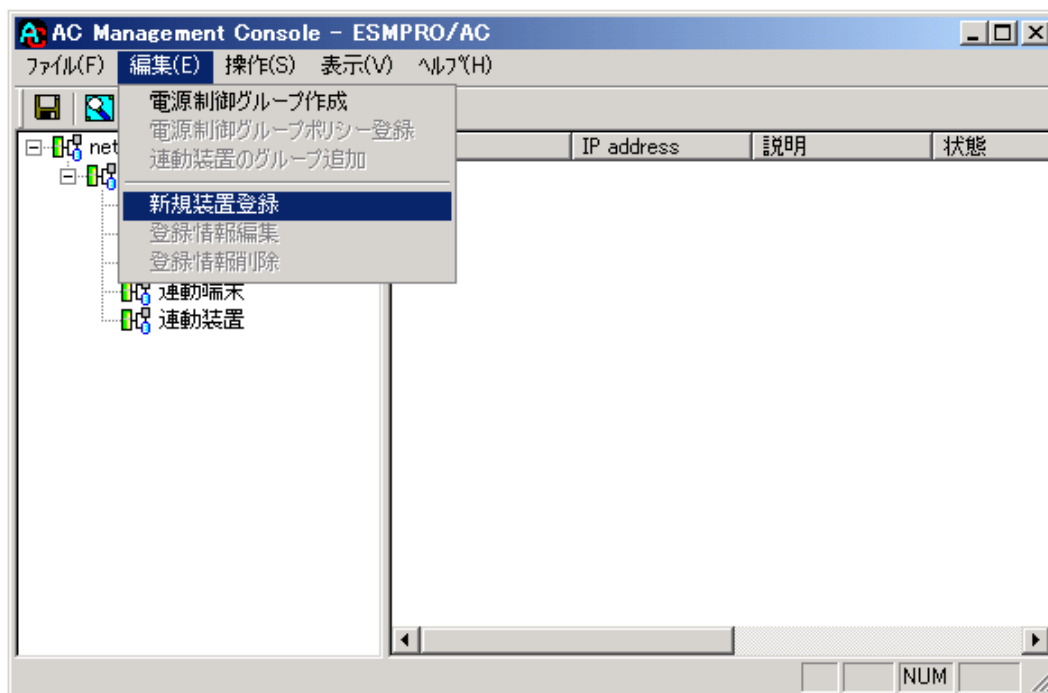 AC Management Console - ESMPRO/AC
ﾌｧｲﾙ(F) 編集(E) 操作(S) 表示(V) ﾍﾙﾌﾟ(H)
電源制御グループ作成
電源制御グループポリシー登録
連動装置のグループ追加
新規装置登録
登録情報編集
登録情報削除
net
連動端末
連動装置
IP address 説明 状態
NUM